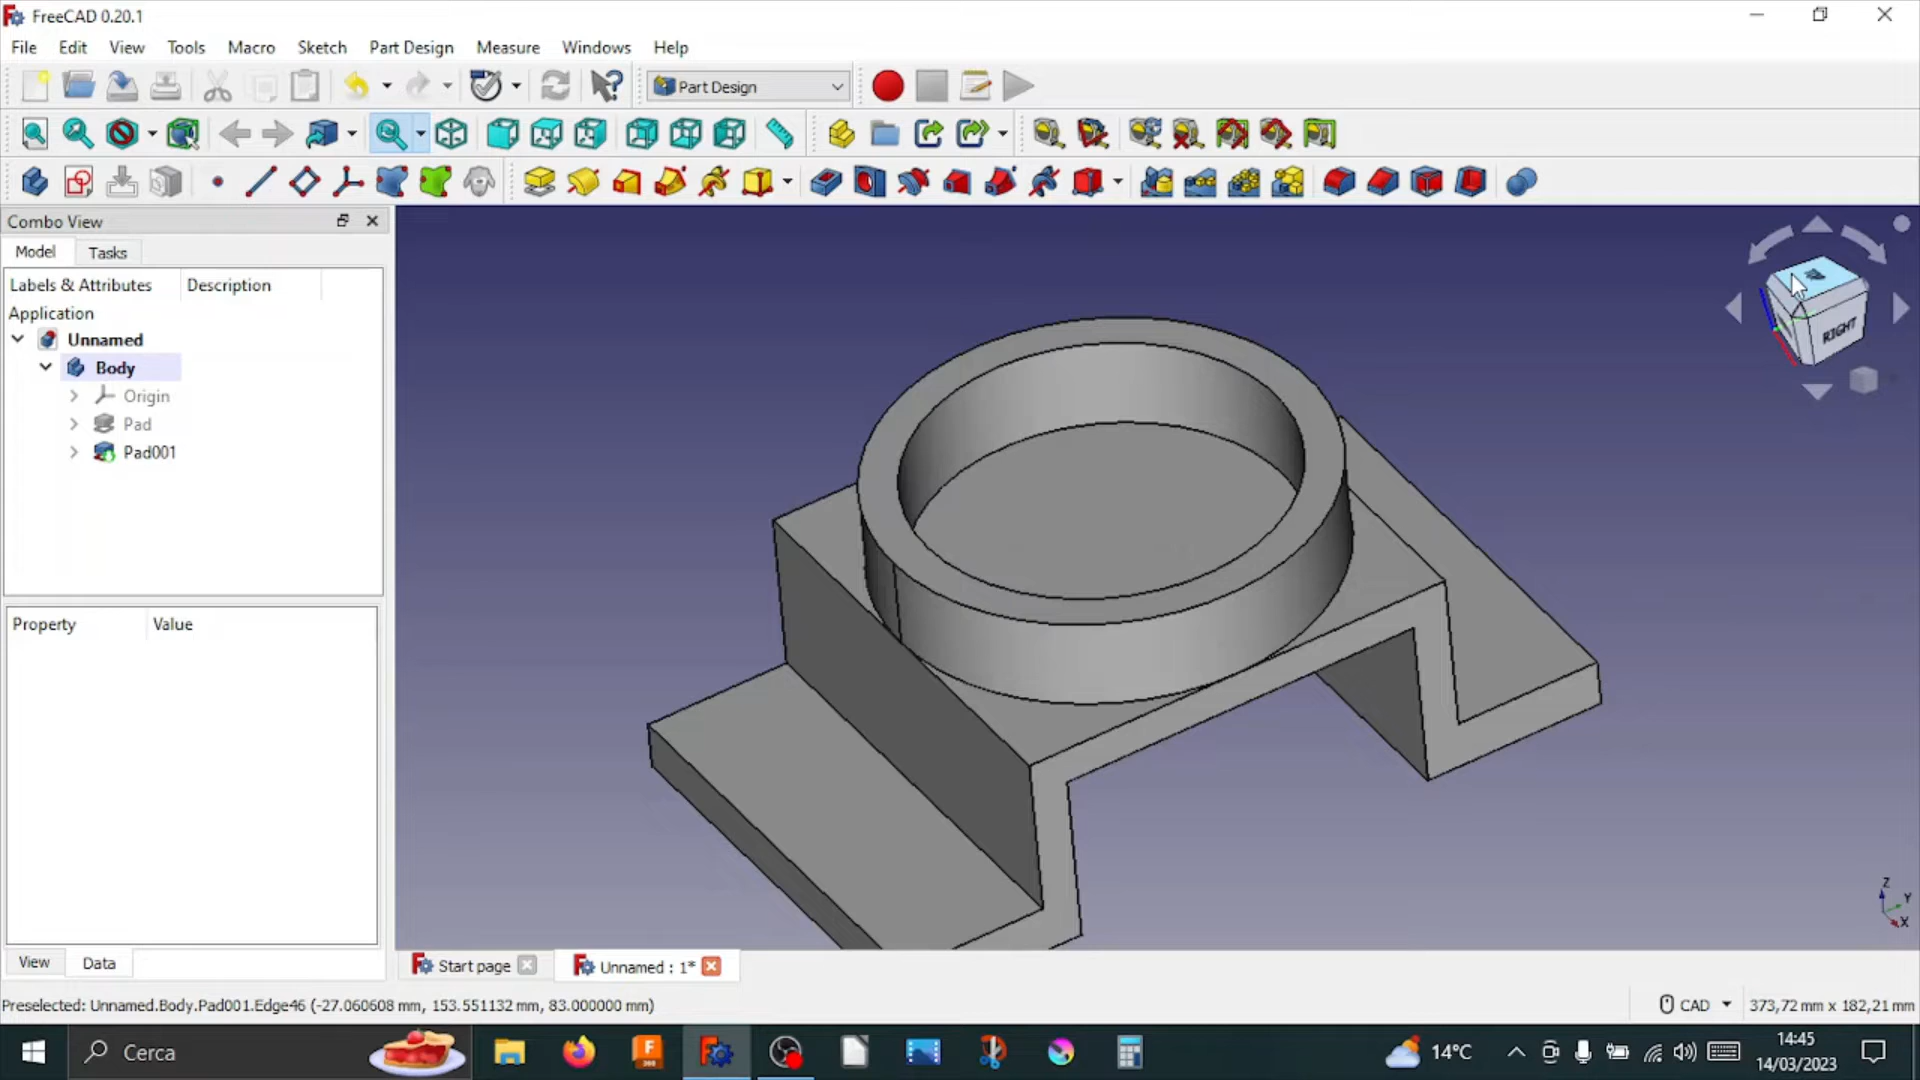 FreeCAD 0.20.1
File Edit View Tools Macro Sketch Part Design Measure Windows Help
Part Design
Combo View
Model Tasks
Labels & Attributes Description
Application
Unnamed
Body
Origin
Pad
Pad001
Property Value
View Data
RIGHT
Z
Y
X
Start page Unnamed : 1*
Preselected: Unnamed.Body.Pad001.Edge46 (-27.060608 mm, 153.551132 mm, 83.000000 mm) CAD 373,72 mm x 182,21 mm
Cerca 14°C 14:45
14/03/2023